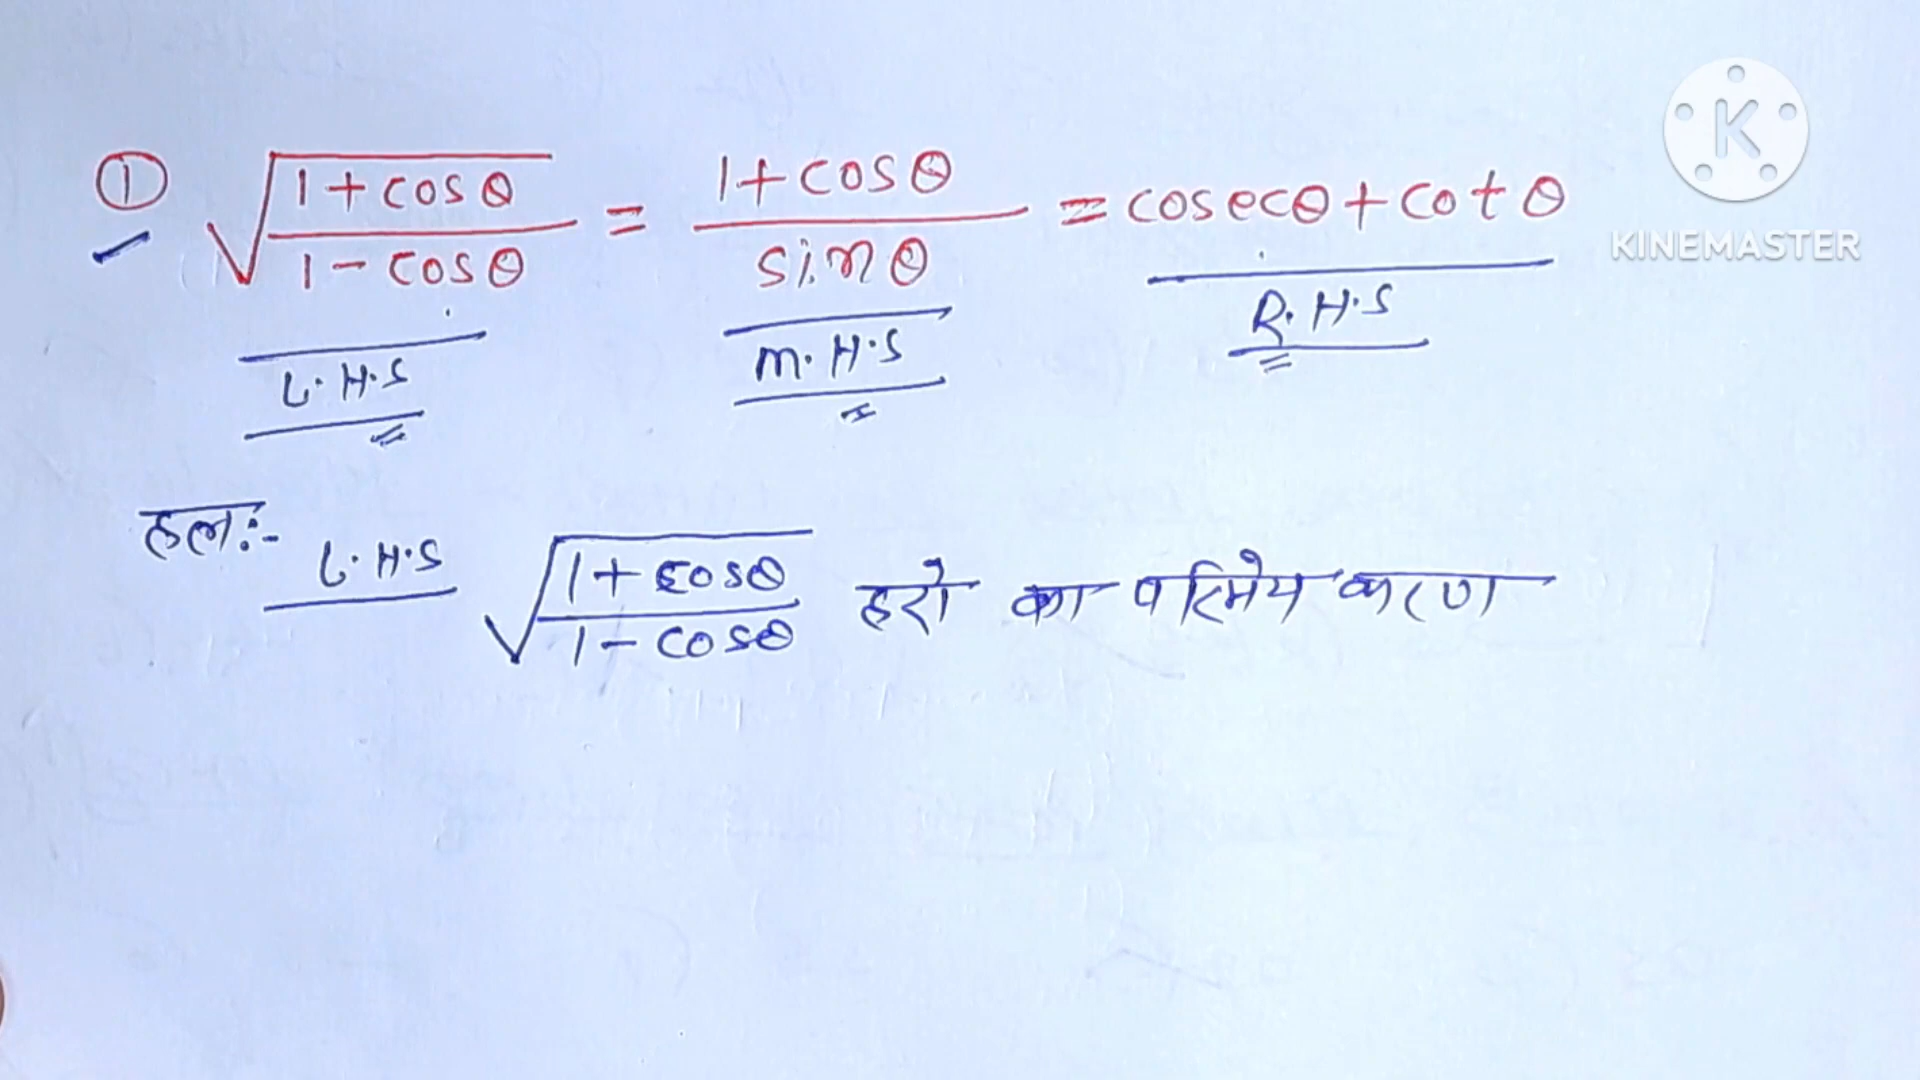 ① √(1+cosθ / 1-cosθ) = 1+cosθ / sinθ = cosecθ+cotθ
L.H.S M.H.S R.H.S
हलः- L.H.S √(1+cosθ / 1-cosθ) हरो का परिमेय करण
KINEMASTER